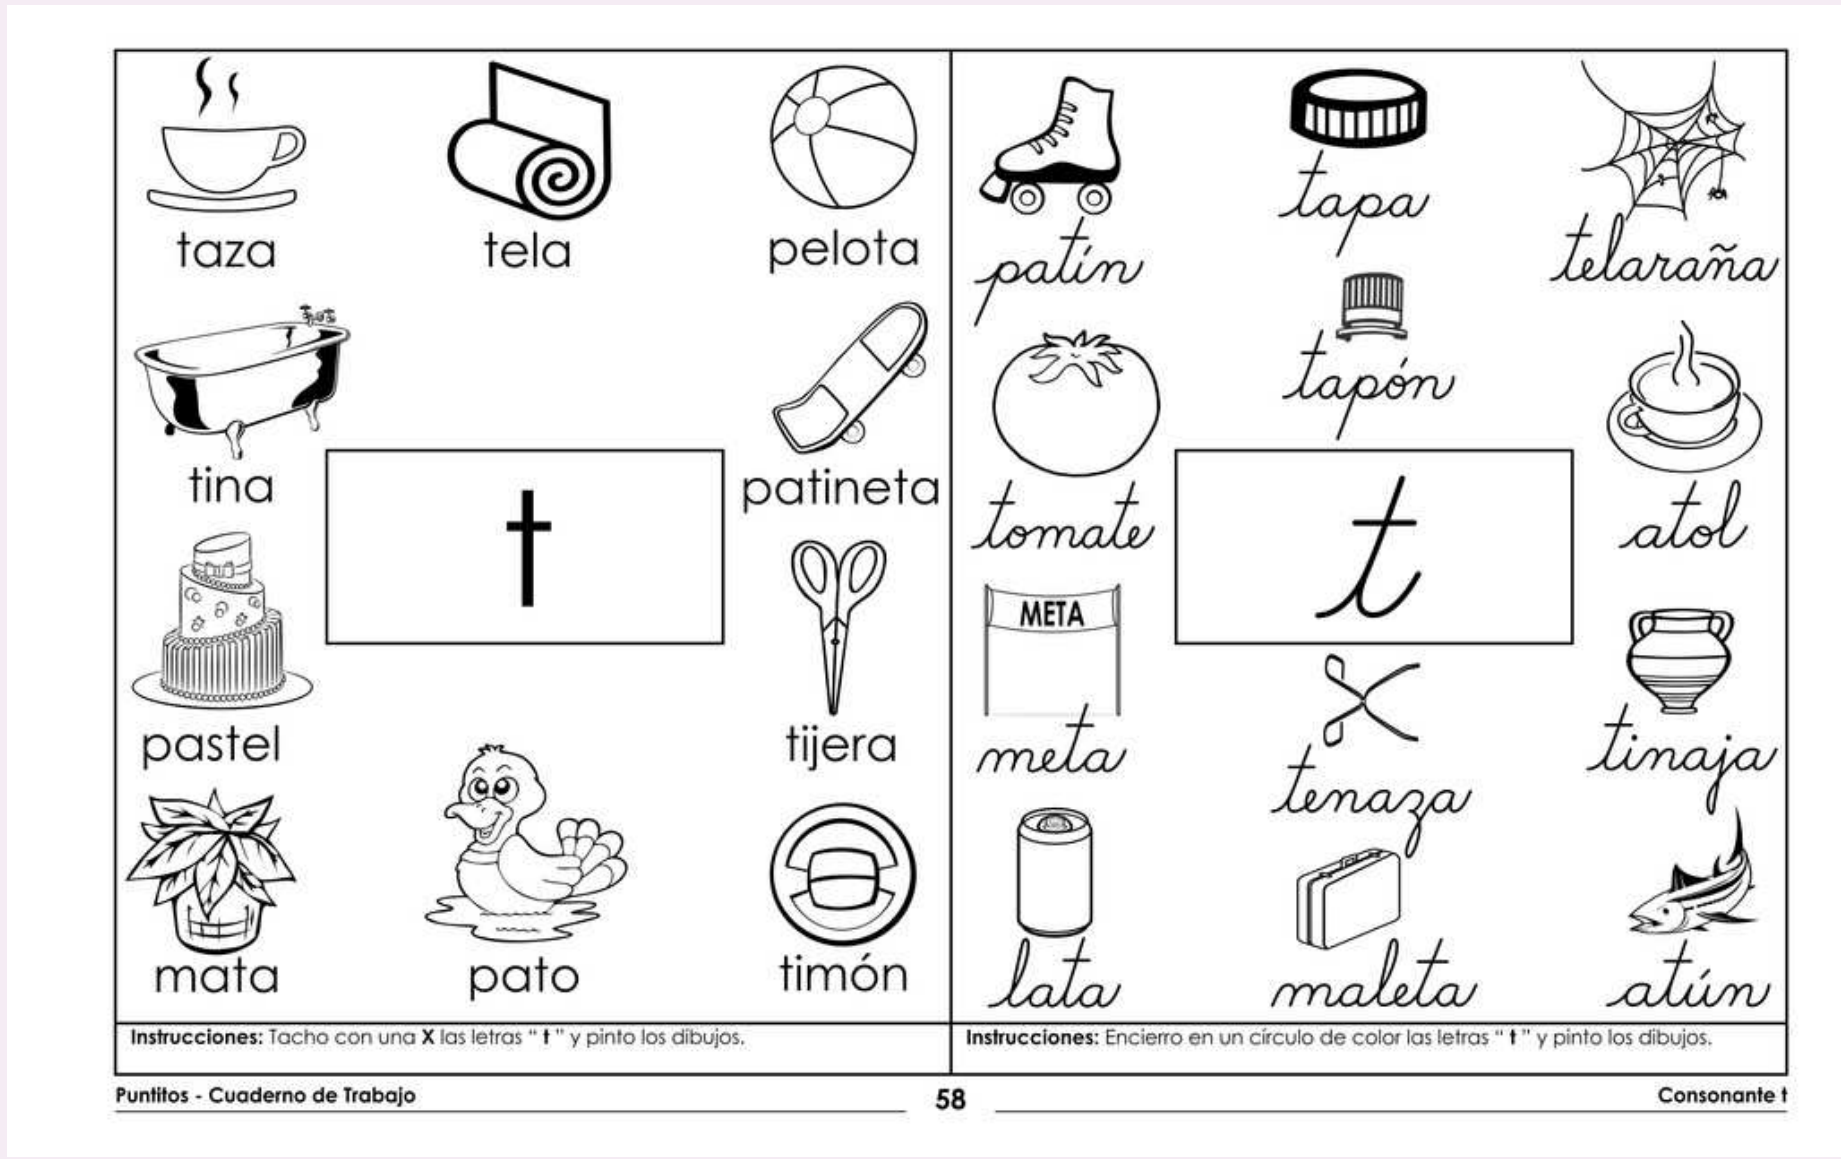 taza
tela
pelota
tina
patineta
t
pastel
tijera
mata
pato
timón
Instrucciones: Tacho con una X las letras “ t ” y pinto los dibujos.
patín
tapa
telaraña
tapón
tomate
atol
t
META
meta
tenaza
tinaja
lata
maleta
atún
Instrucciones: Encierro en un círculo de color las letras “ t ” y pinto los dibujos.
Puntitos - Cuaderno de Trabajo
58
Consonante t